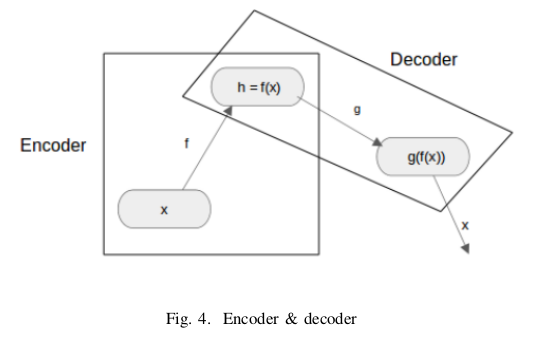 Decoder
h = f(x)
g
Encoder
f
g(f(x))
x
x
Fig. 4. Encoder & decoder